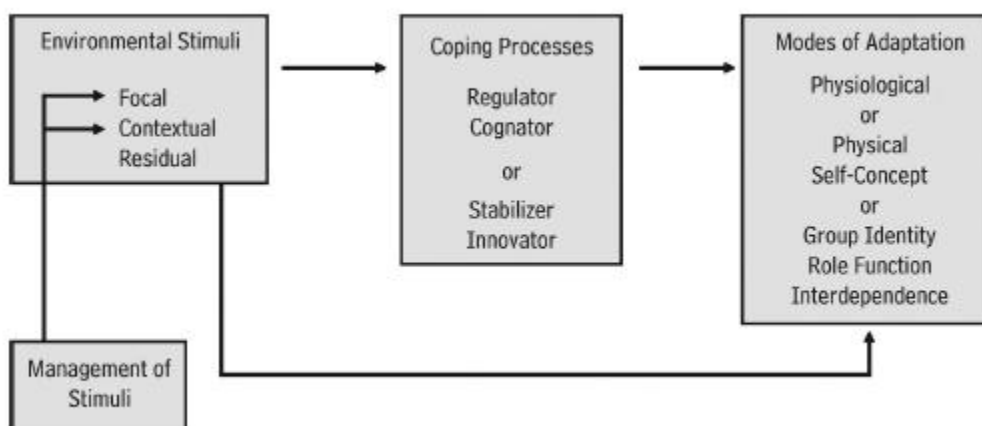 Environmental Stimuli
Focal
Contextual
Residual
Coping Processes
Regulator
Cognator
or
Stabilizer
Innovator
Modes of Adaptation
Physiological
or
Physical
Self-Concept
or
Group Identity
Role Function
Interdependence
Management of
Stimuli